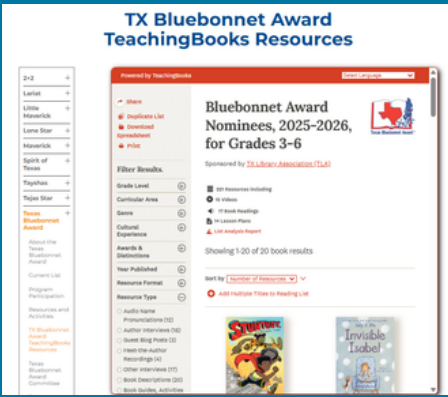 TX Bluebonnet Award
TeachingBooks Resources
2x2 +
Lariat +
Little
Maverick +
Lone Star +
Maverick +
Spirit of
Texas +
Tayshas +
Tejas Star +
Texas
Bluebonnet
Award +
About the
Texas
Bluebonnet
Award
Current List
Program
Participation
Resources and
Activities
TX Bluebonnet
Award
TeachingBooks
Resources
Texas
Bluebonnet
Award
Committee
Powered by TeachingBooks
Select Language
Share
Duplicate List
Download
Spreadsheet
Print
Filter Results.
Grade Level
Curricular Area
Genre
Cultural
Experience
Awards &
Distinctions
Year Published
Resource Format
Resource Type
Audio Name
Pronunciations (12)
Author Interviews (16)
Guest Blog Posts (3)
Meet-the-Author
Recordings (4)
Other Interviews (17)
Book Descriptions (20)
Book Guides, Activities
Bluebonnet Award
Nominees, 2025-2026,
for Grades 3-6
Texas Bluebonnet Award
Sponsored by TX Library Association (TLA)
221 Resources Including
15 Videos
17 Book Readings
14 Lesson Plans
List Analysis Report
Showing 1-20 of 20 book results
Sort by Number of Resources
Add Multiple Titles to Reading List
STUNTBOY
Invisible
Isabel